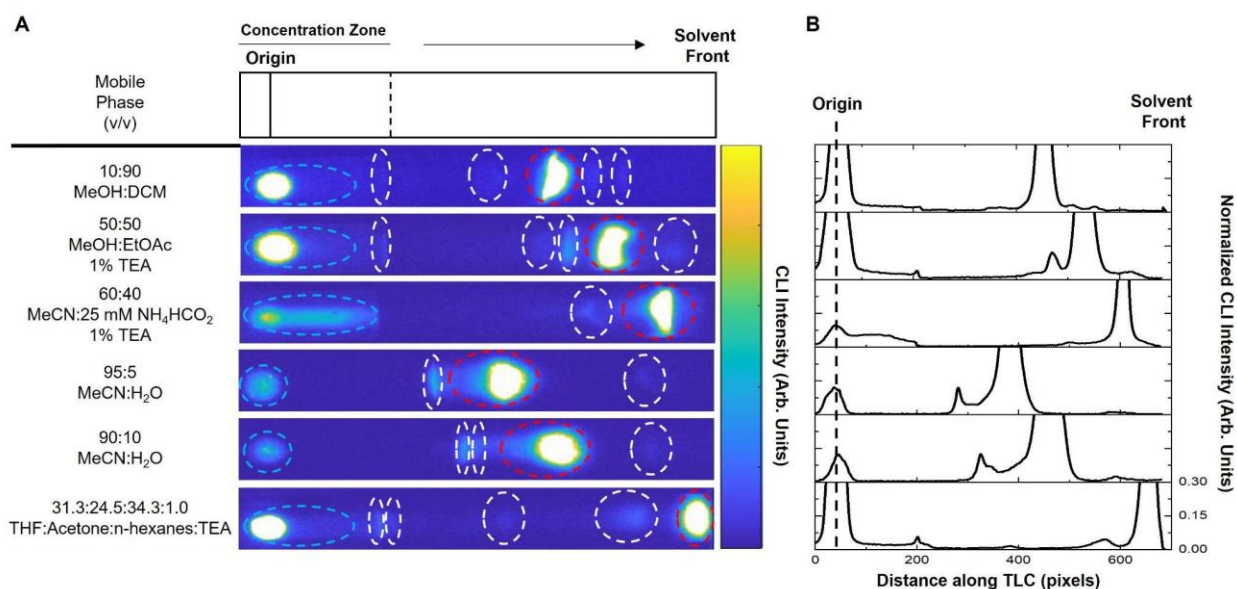 A
Concentration Zone
Origin
Solvent
Front
Mobile
Phase
(v/v)
10:90
MeOH:DCM
50:50
MeOH:EtOAc
1% TEA
60:40
MeCN:25 mM NH₄HCO₂
1% TEA
95:5
MeCN:H₂O
90:10
MeCN:H₂O
31.3:24.5:34.3:1.0
THF:Acetone:n-hexanes:TEA
CLI Intensity (Arb. Units)
B
Origin
Solvent
Front
Normalized CLI Intensity (Arb. Units)
0.30
0.15
0.00
0 200 400 600
Distance along TLC (pixels)